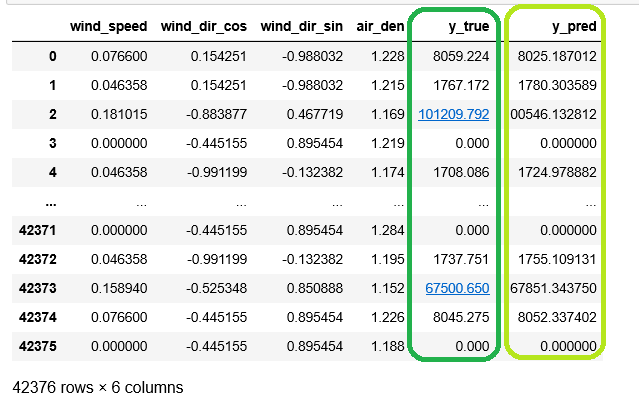 wind_speed wind_dir_cos wind_dir_sin air_den y_true y_pred
0 0.076600 0.154251 -0.988032 1.228 8059.224 8025.187012
1 0.046358 0.154251 -0.988032 1.215 1767.172 1780.303589
2 0.181015 -0.883877 0.467719 1.169 101209.792 00546.132812
3 0.000000 -0.445155 0.895454 1.219 0.000 0.000000
4 0.046358 -0.991199 -0.132382 1.174 1708.086 1724.978882
... ... ... ... ... ... ...
42371 0.000000 -0.445155 0.895454 1.284 0.000 0.000000
42372 0.046358 -0.991199 -0.132382 1.195 1737.751 1755.109131
42373 0.158940 -0.525348 0.850888 1.152 67500.650 67851.343750
42374 0.076600 -0.445155 0.895454 1.226 8045.275 8052.337402
42375 0.000000 -0.445155 0.895454 1.188 0.000 0.000000
42376 rows × 6 columns